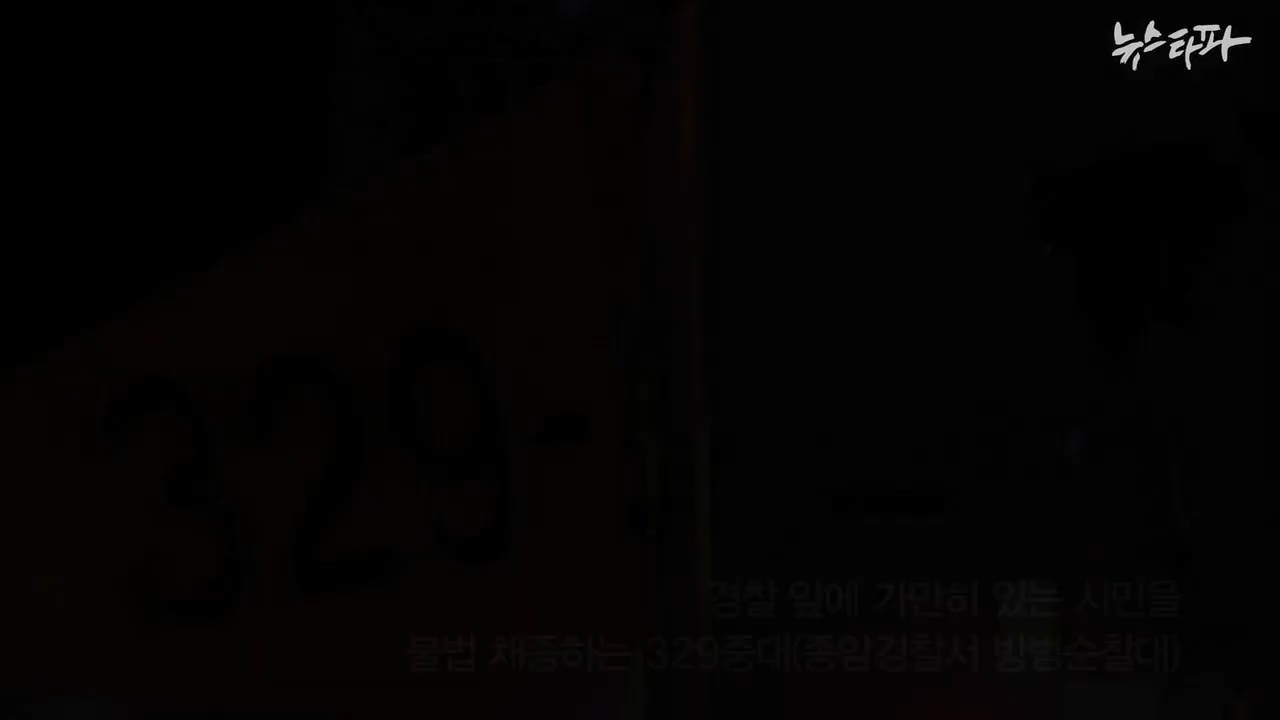 뉴스타파
329-
경찰 앞에 가만히 있는 시민을
불법 채증하는 329중대(종암경찰서 방범순찰대)